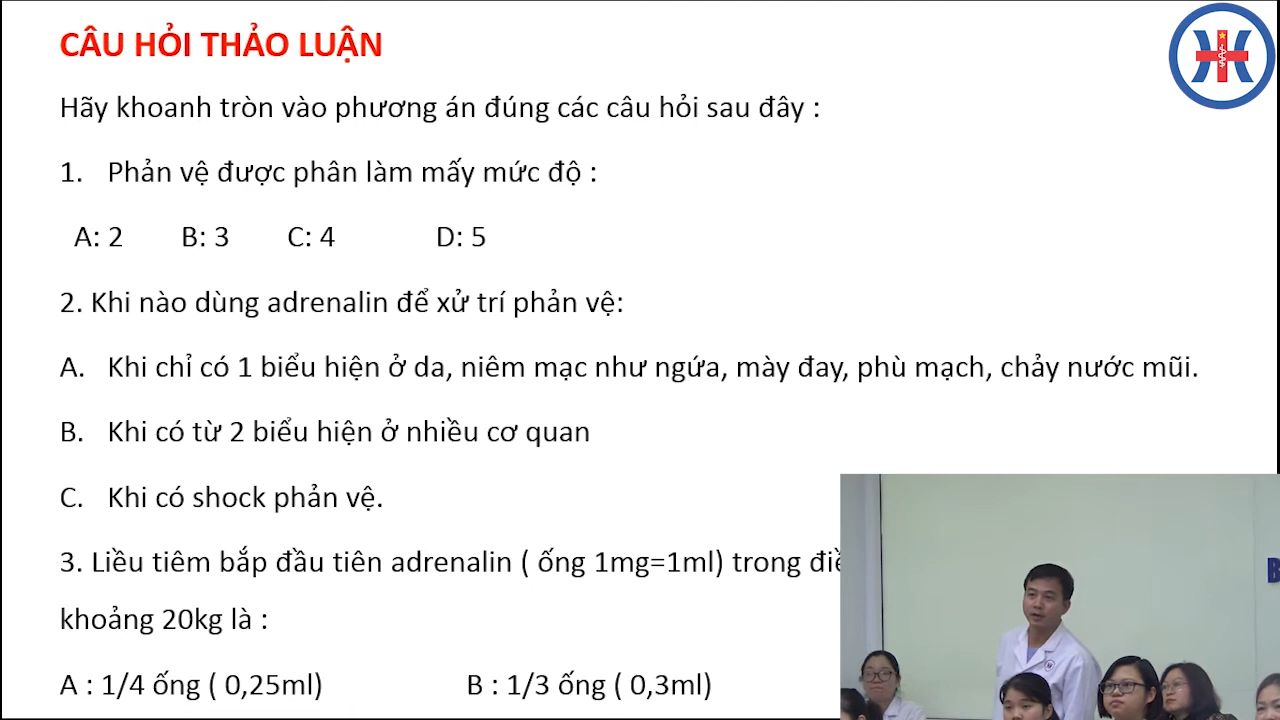 CÂU HỎI THẢO LUẬN
Hãy khoanh tròn vào phương án đúng các câu hỏi sau đây :
1. Phản vệ được phân làm mấy mức độ :
A: 2 B: 3 C: 4 D: 5
2. Khi nào dùng adrenalin để xử trí phản vệ:
A. Khi chỉ có 1 biểu hiện ở da, niêm mạc như ngứa, mày đay, phù mạch, chảy nước mũi.
B. Khi có từ 2 biểu hiện ở nhiều cơ quan
C. Khi có shock phản vệ.
3. Liều tiêm bắp đầu tiên adrenalin ( ống 1mg=1ml) trong
khoảng 20kg là :
A : 1/4 ống ( 0,25ml) B : 1/3 ống ( 0,3ml)